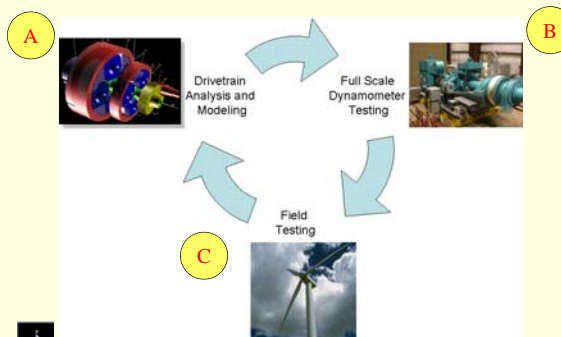 A
B
Drivetrain
Analysis and
Modeling
Full Scale
Dynamometer
Testing
Field
Testing
C